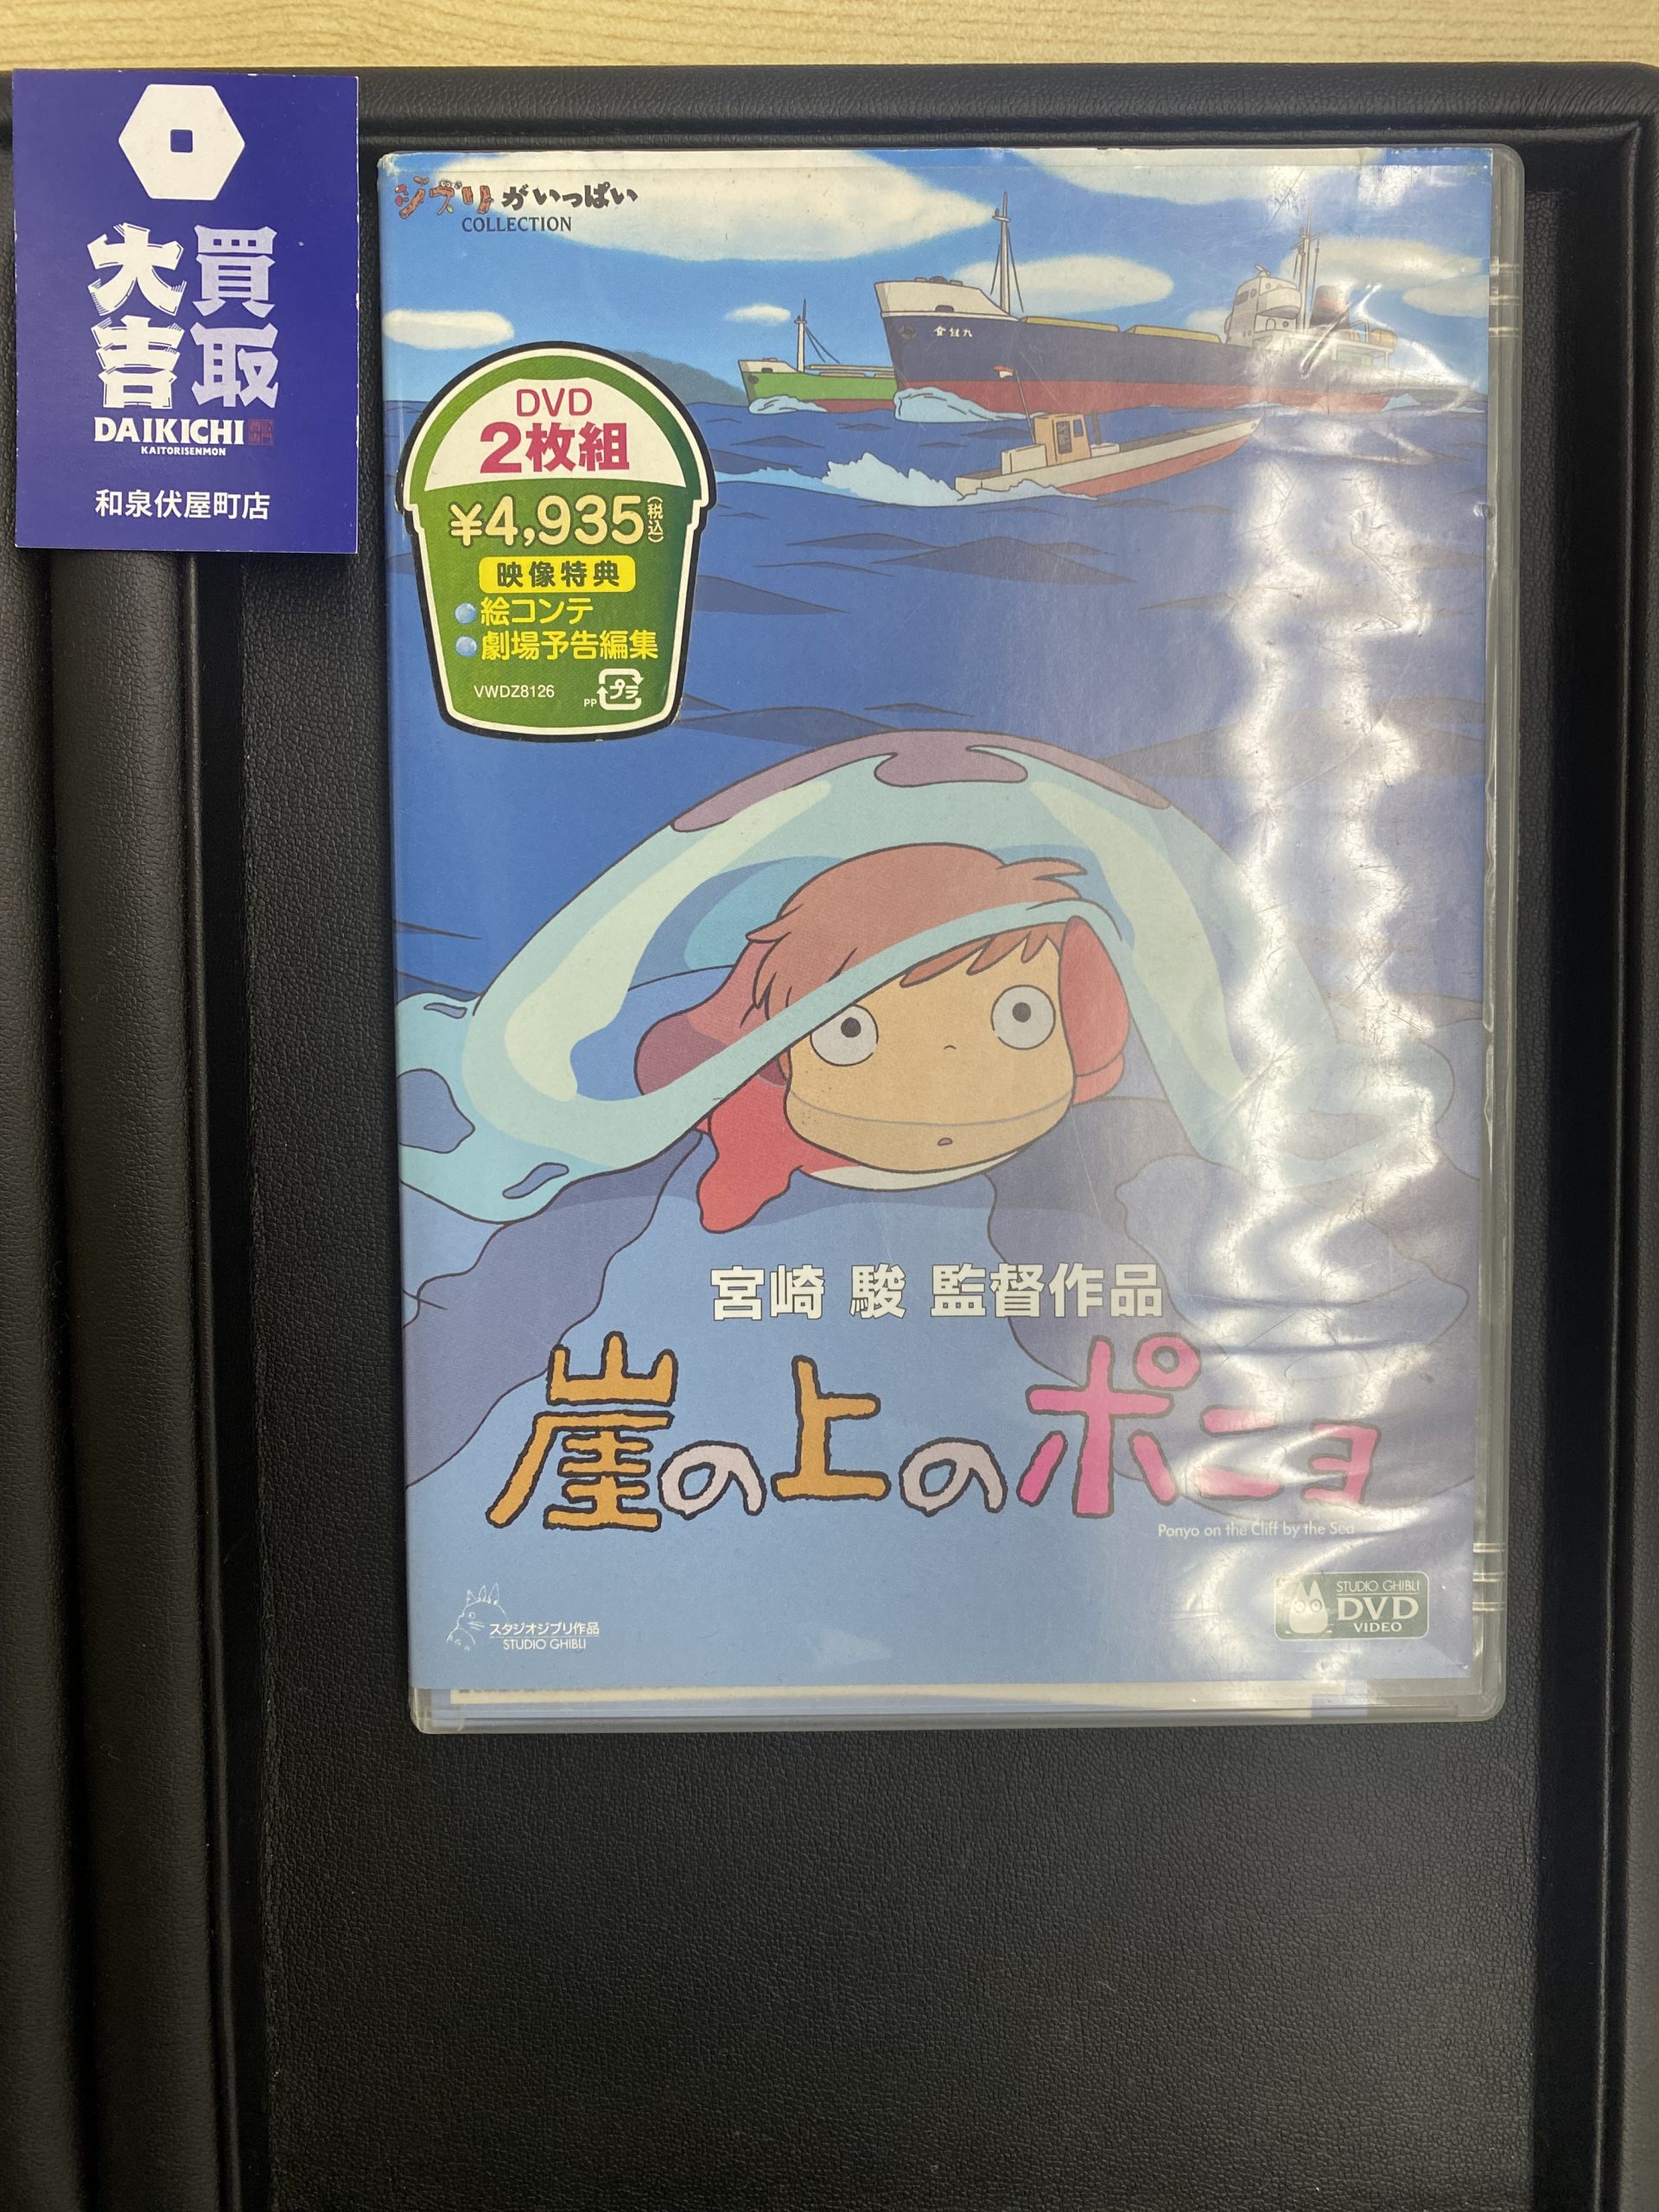 買取
大吉
DAIKICHI
KAITORISENMON
和泉伏屋町店
ジブリがいっぱい
COLLECTION
DVD
2枚組
¥4,935(税込)
映像特典
絵コンテ
劇場予告編集
VWDZ8126
PP プラ
宮崎 駿 監督作品
崖の上のポニョ
Ponyo on the Cliff by the Sea
スタジオジブリ作品
STUDIO GHIBLI
STUDIO GHIBLI
DVD
VIDEO